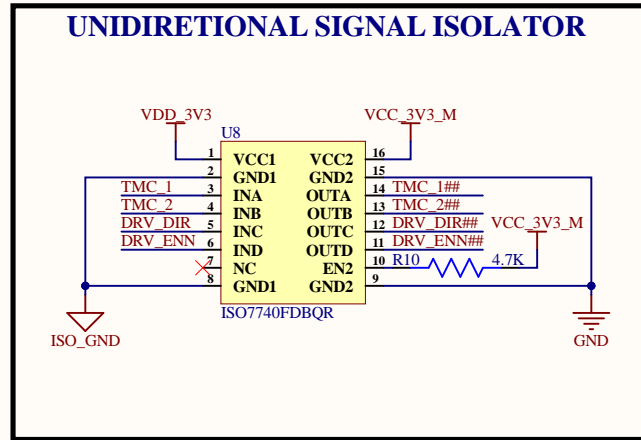 UNIDIRETIONAL SIGNAL ISOLATOR
VDD_3V3
VCC_3V3_M
U8
1 VCC1 VCC2 16
2 GND1 GND2 15
TMC_1 3 INA OUTA 14 TMC_1##
TMC_2 4 INB OUTB 13 TMC_2##
DRV_DIR 5 INC OUTC 12 DRV_DIR##
VCC_3V3_M
DRV_ENN 6 IND OUTD 11 DRV_ENN##
7 NC EN2 10 R10 4.7K
8 GND1 GND2 9
ISO7740FDBQR
ISO_GND
GND